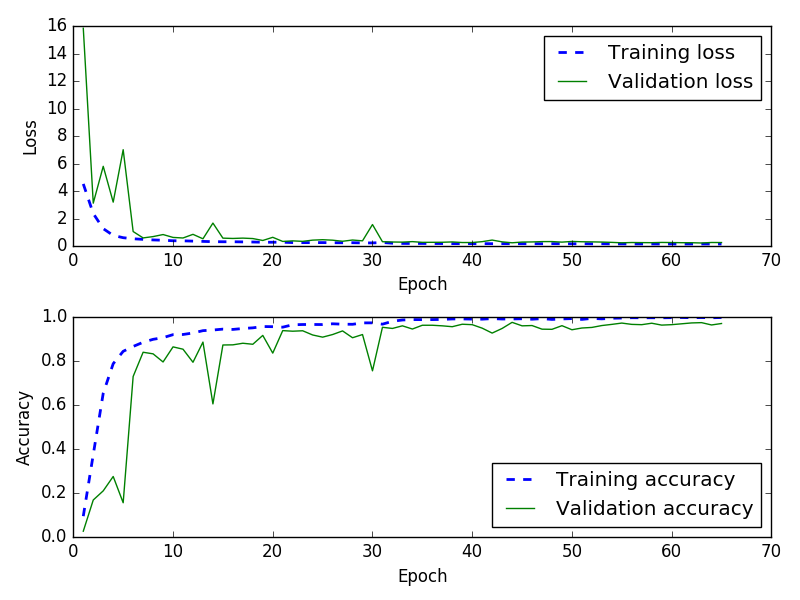 16
14
12
10
8
6
4
2
0
Loss
Training loss
Validation loss
0 10 20 30 40 50 60 70
Epoch
1.0
0.8
0.6
0.4
0.2
0.0
Accuracy
Training accuracy
Validation accuracy
0 10 20 30 40 50 60 70
Epoch